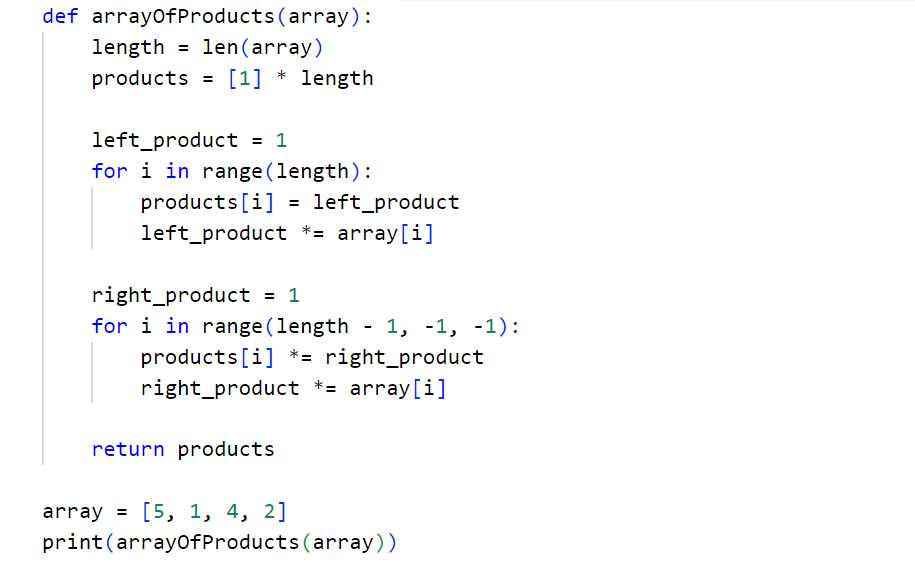 def arrayOfProducts(array):
    length = len(array)
    products = [1] * length

    left_product = 1
    for i in range(length):
        products[i] = left_product
        left_product *= array[i]

    right_product = 1
    for i in range(length - 1, -1, -1):
        products[i] *= right_product
        right_product *= array[i]

    return products

array = [5, 1, 4, 2]
print(arrayOfProducts(array))